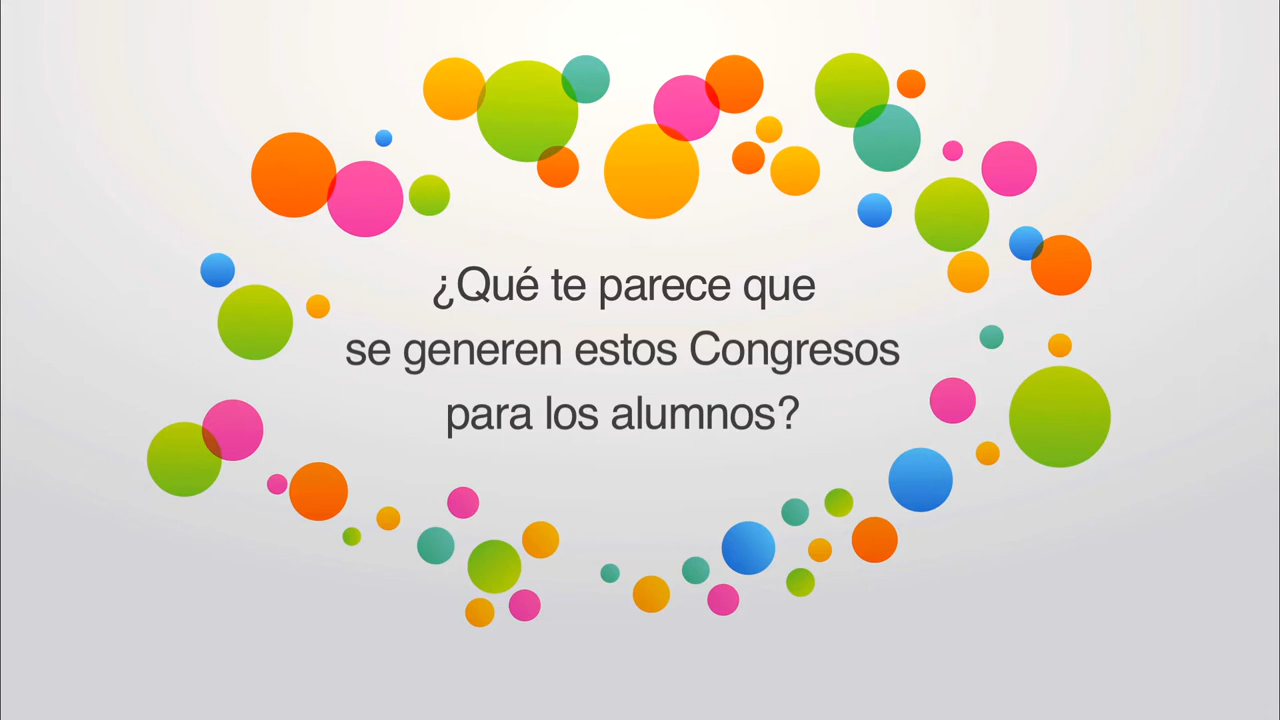 ¿Qué te parece que
se generen estos Congresos
para los alumnos?